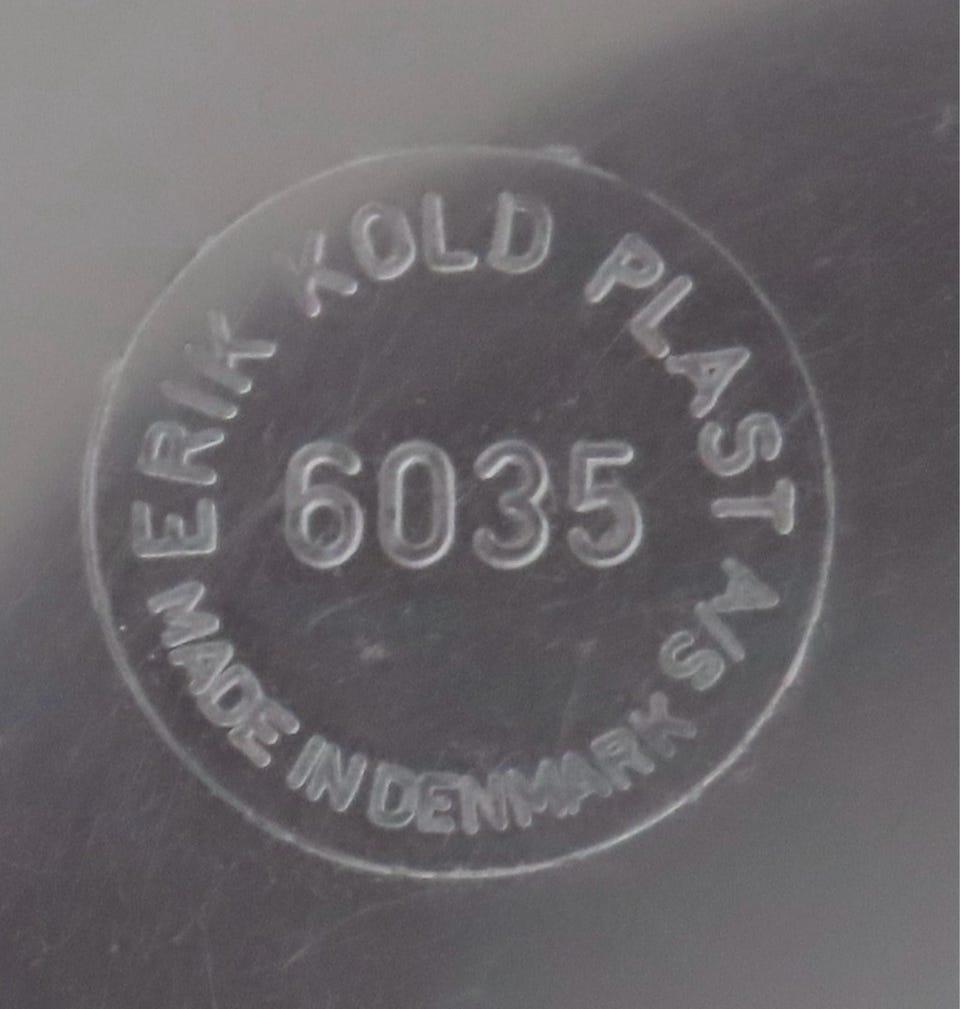 ERIK KOLD PLAST A/S
6035
MADE IN DENMARK